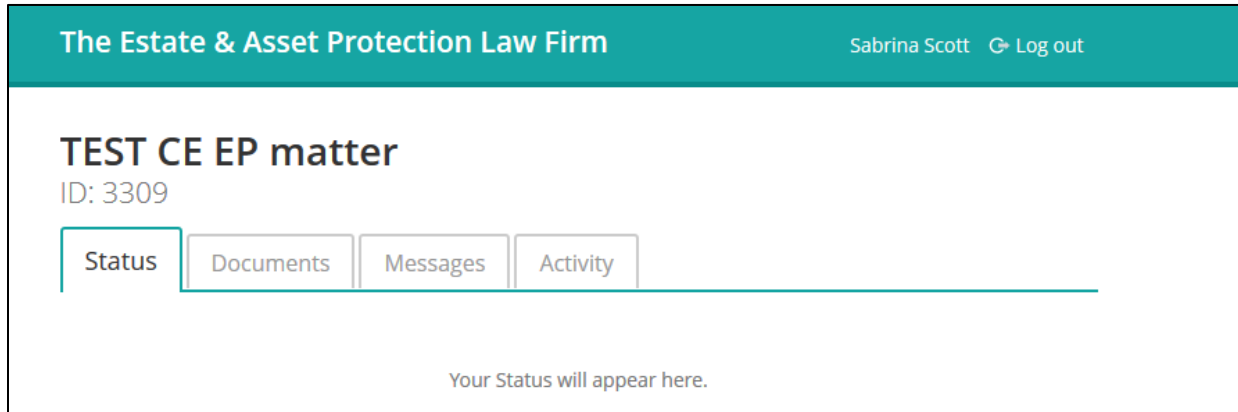 The Estate & Asset Protection Law Firm
Sabrina Scott Log out
TEST CE EP matter
ID: 3309
Status Documents Messages Activity
Your Status will appear here.